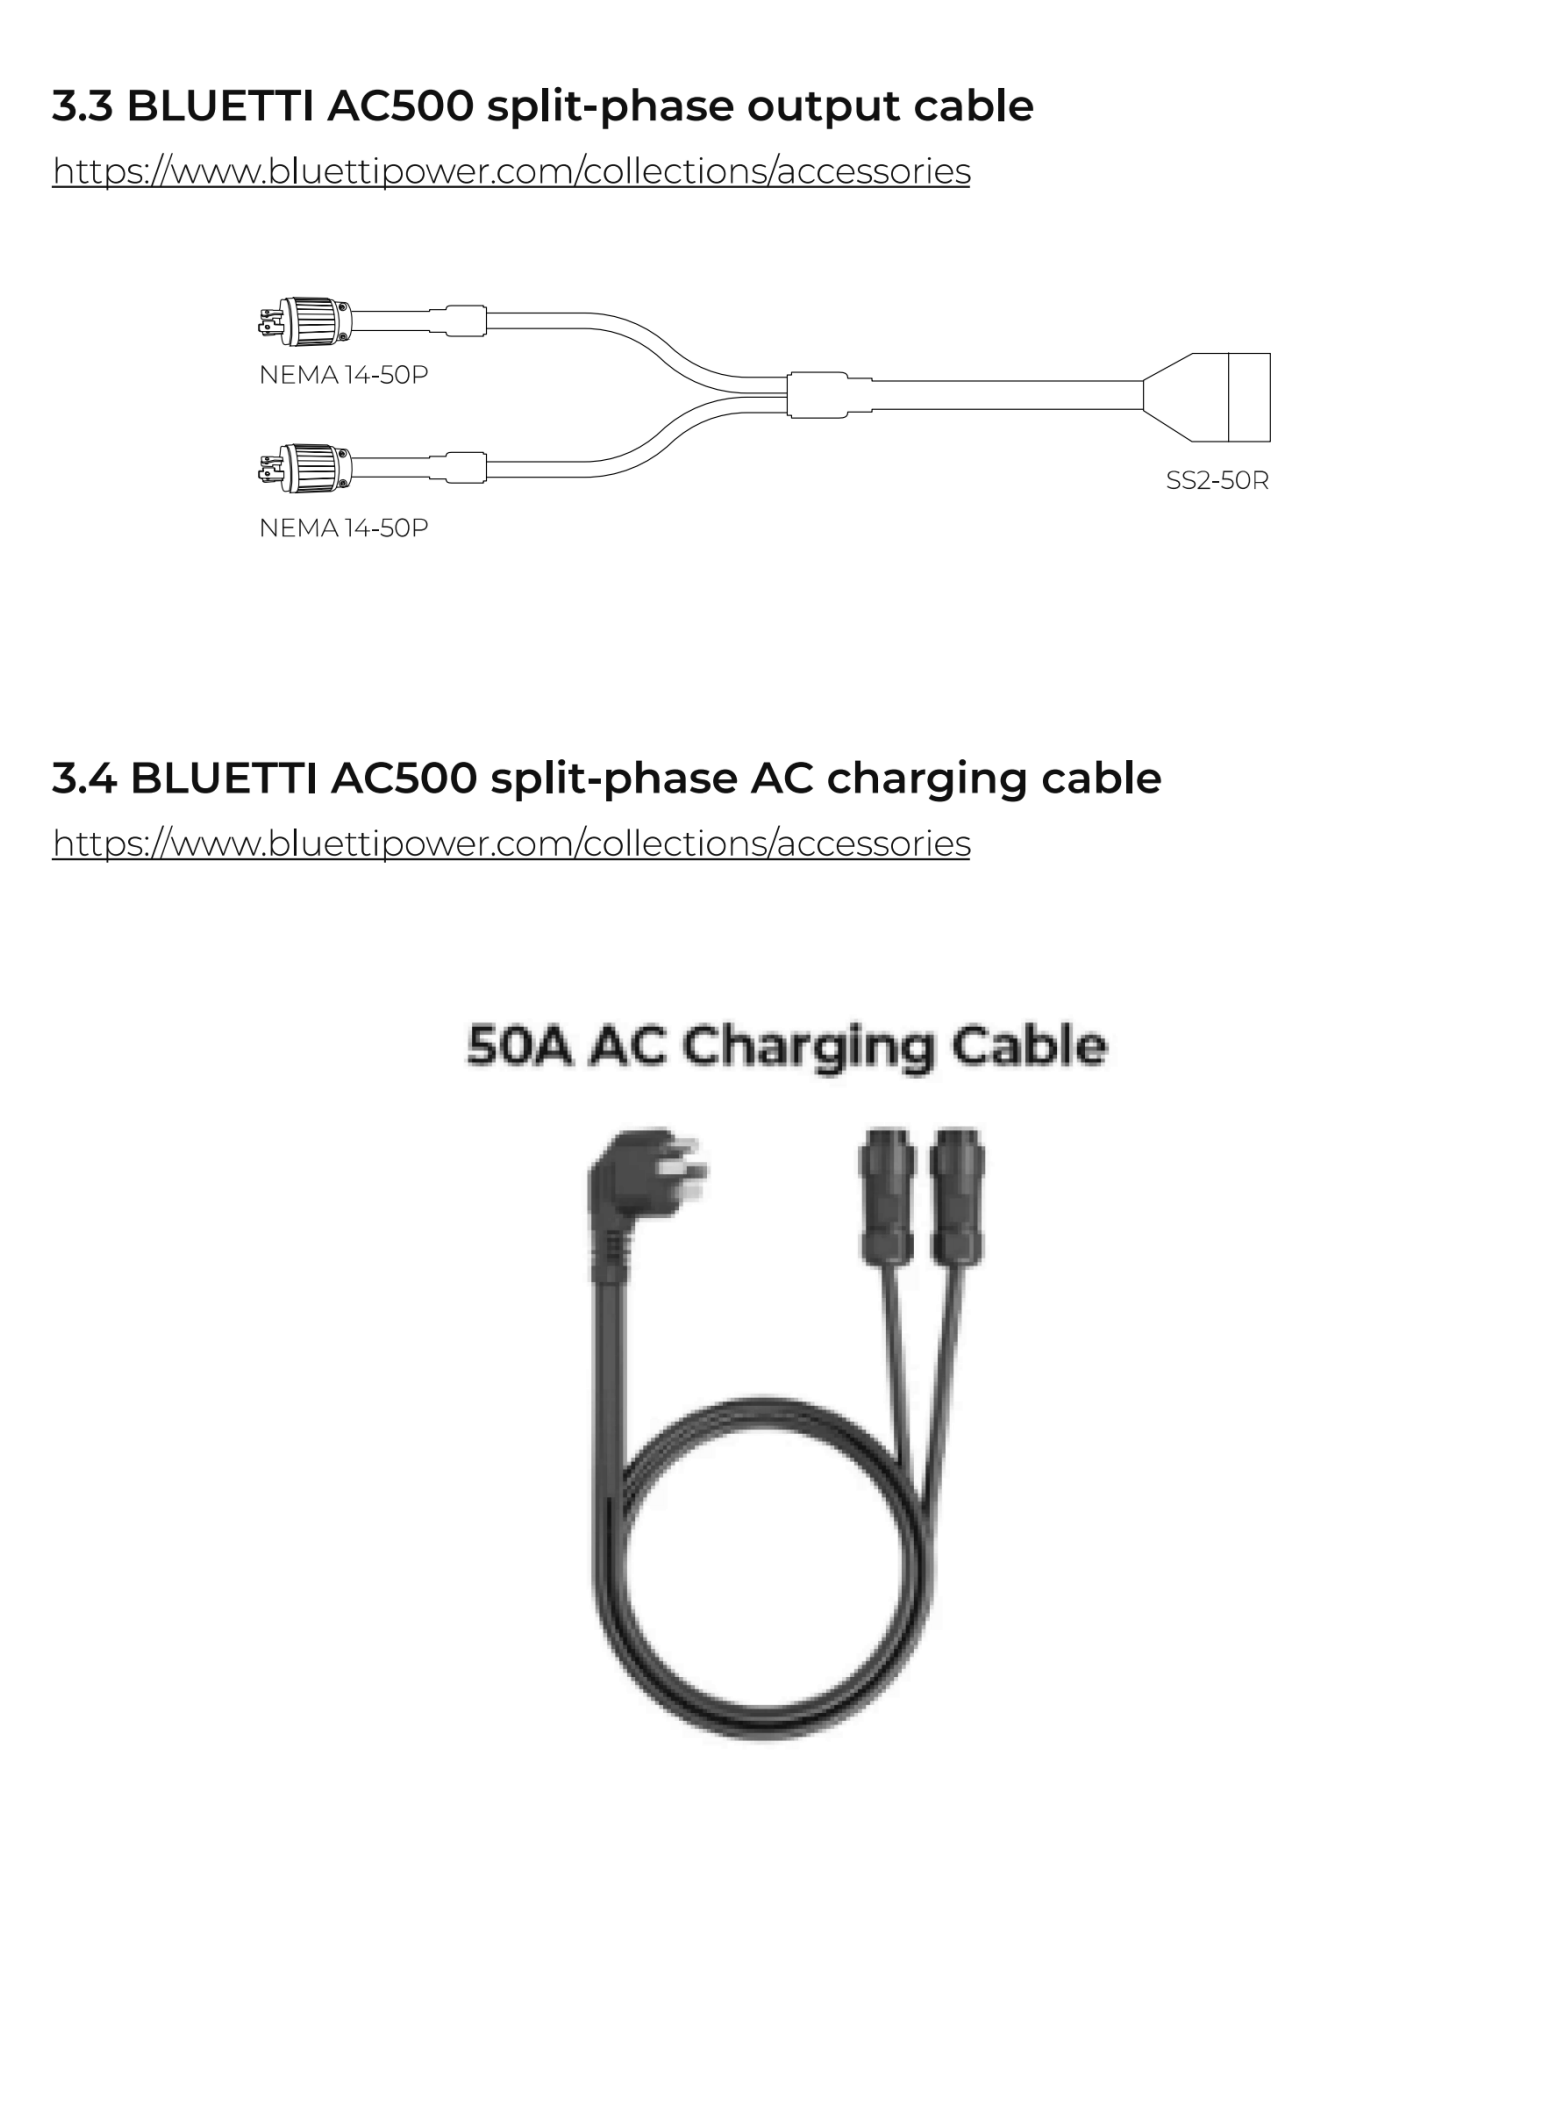 3.3 BLUETTI AC500 split-phase output cable
https://www.bluettipower.com/collections/accessories
NEMA 14-50P
SS2-50R
NEMA 14-50P
3.4 BLUETTI AC500 split-phase AC charging cable
https://www.bluettipower.com/collections/accessories
50A AC Charging Cable